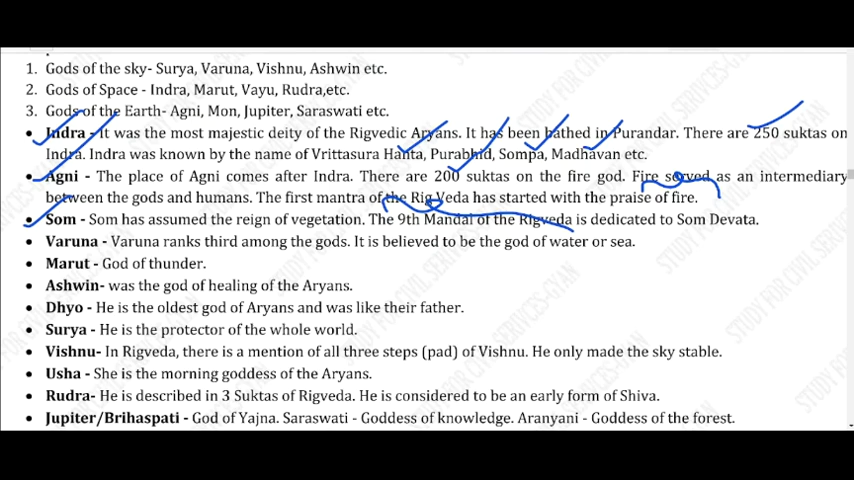 1. Gods of the sky- Surya, Varuna, Vishnu, Ashwin etc.
2. Gods of Space - Indra, Marut, Vayu, Rudra,etc.
3. Gods of the Earth- Agni, Mon, Jupiter, Saraswati etc.
• Indra - It was the most majestic deity of the Rigvedic Aryans. It has been bathed in Purandar. There are 250 suktas on
Indra. Indra was known by the name of Vrittasura Hanta, Purabhid, Sompa, Madhavan etc.
• Agni - The place of Agni comes after Indra. There are 200 suktas on the fire god. Fire served as an intermediary
between the gods and humans. The first mantra of the Rig Veda has started with the praise of fire.
• Som - Som has assumed the reign of vegetation. The 9th Mandal of the Rigveda is dedicated to Som Devata.
• Varuna - Varuna ranks third among the gods. It is believed to be the god of water or sea.
• Marut - God of thunder.
• Ashwin - was the god of healing of the Aryans.
• Dhyo - He is the oldest god of Aryans and was like their father.
• Surya - He is the protector of the whole world.
• Vishnu- In Rigveda, there is a mention of all three steps (pad) of Vishnu. He only made the sky stable.
• Usha - She is the morning goddess of the Aryans.
• Rudra- He is described in 3 Suktas of Rigveda. He is considered to be an early form of Shiva.
• Jupiter/Brihaspati - God of Yajna. Saraswati - Goddess of knowledge. Aranyani - Goddess of the forest.
STUDY FOR CIVIL SERVICES-GYAN